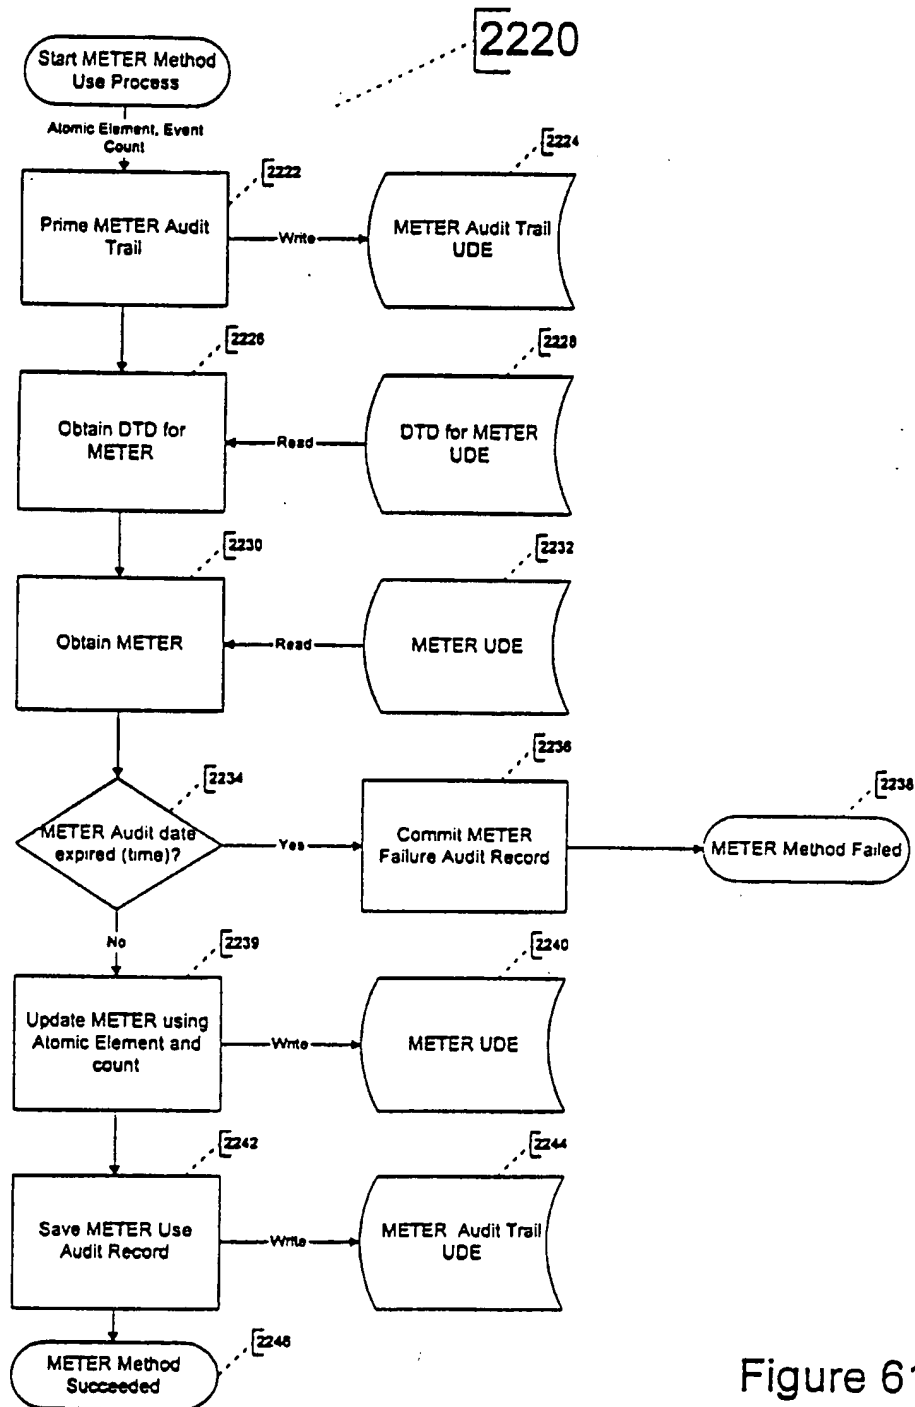 2220
Start METER Method
Use Process
Atomic Element, Event
Count
2222
2224
Prime METER Audit
Trail
Write
METER Audit Trail
UDE
2226
2228
Obtain DTD for
METER
Read
DTD for METER
UDE
2230
2232
Obtain METER
Read
METER UDE
2234
2236
2238
METER Audit date
expired (time)?
Yes
Commit METER
Failure Audit Record
METER Method Failed
No
2239
2240
Update METER using
Atomic Element and
count
Write
METER UDE
2242
2244
Save METER Use
Audit Record
Write
METER Audit Trail
UDE
2246
METER Method
Succeeded
Figure 61